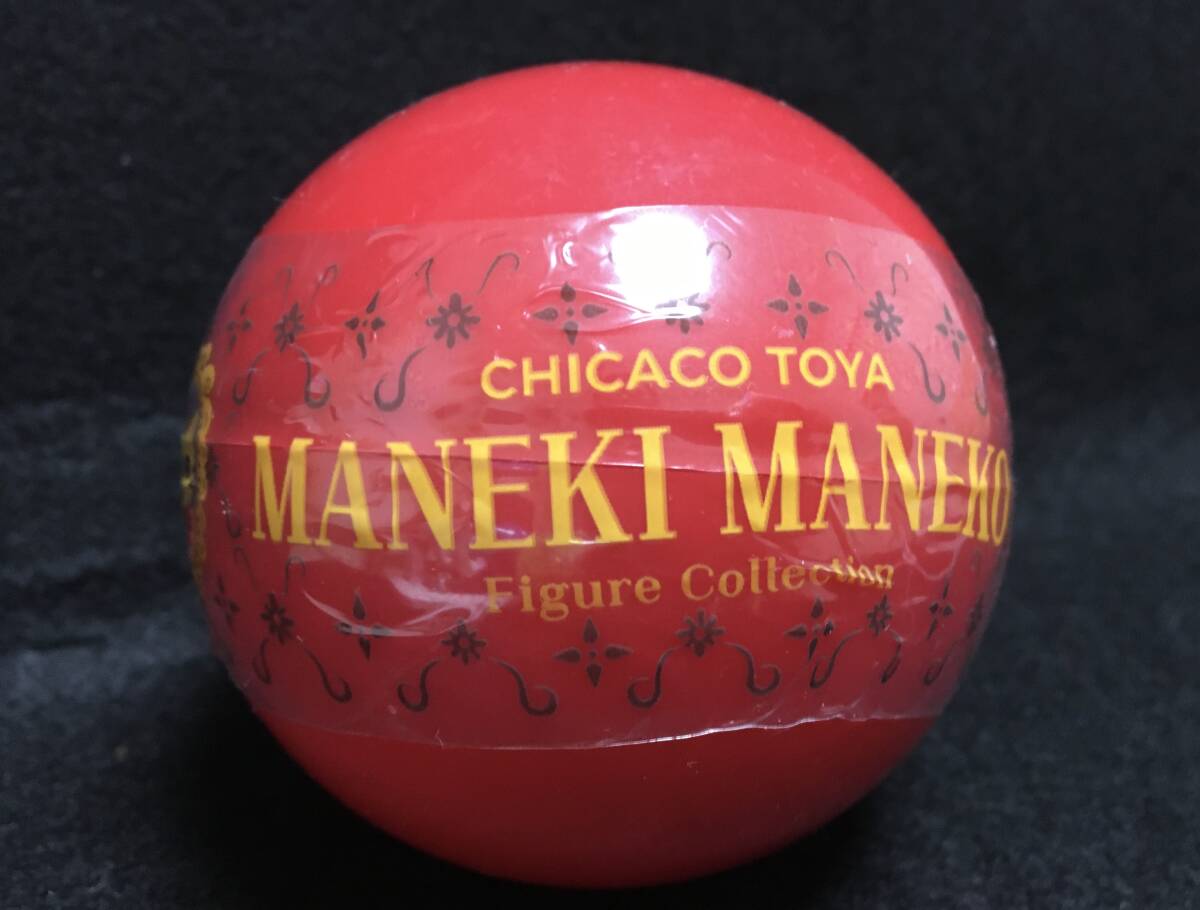 CHICACO TOYA
MANEKI MANEKO
Figure Collection